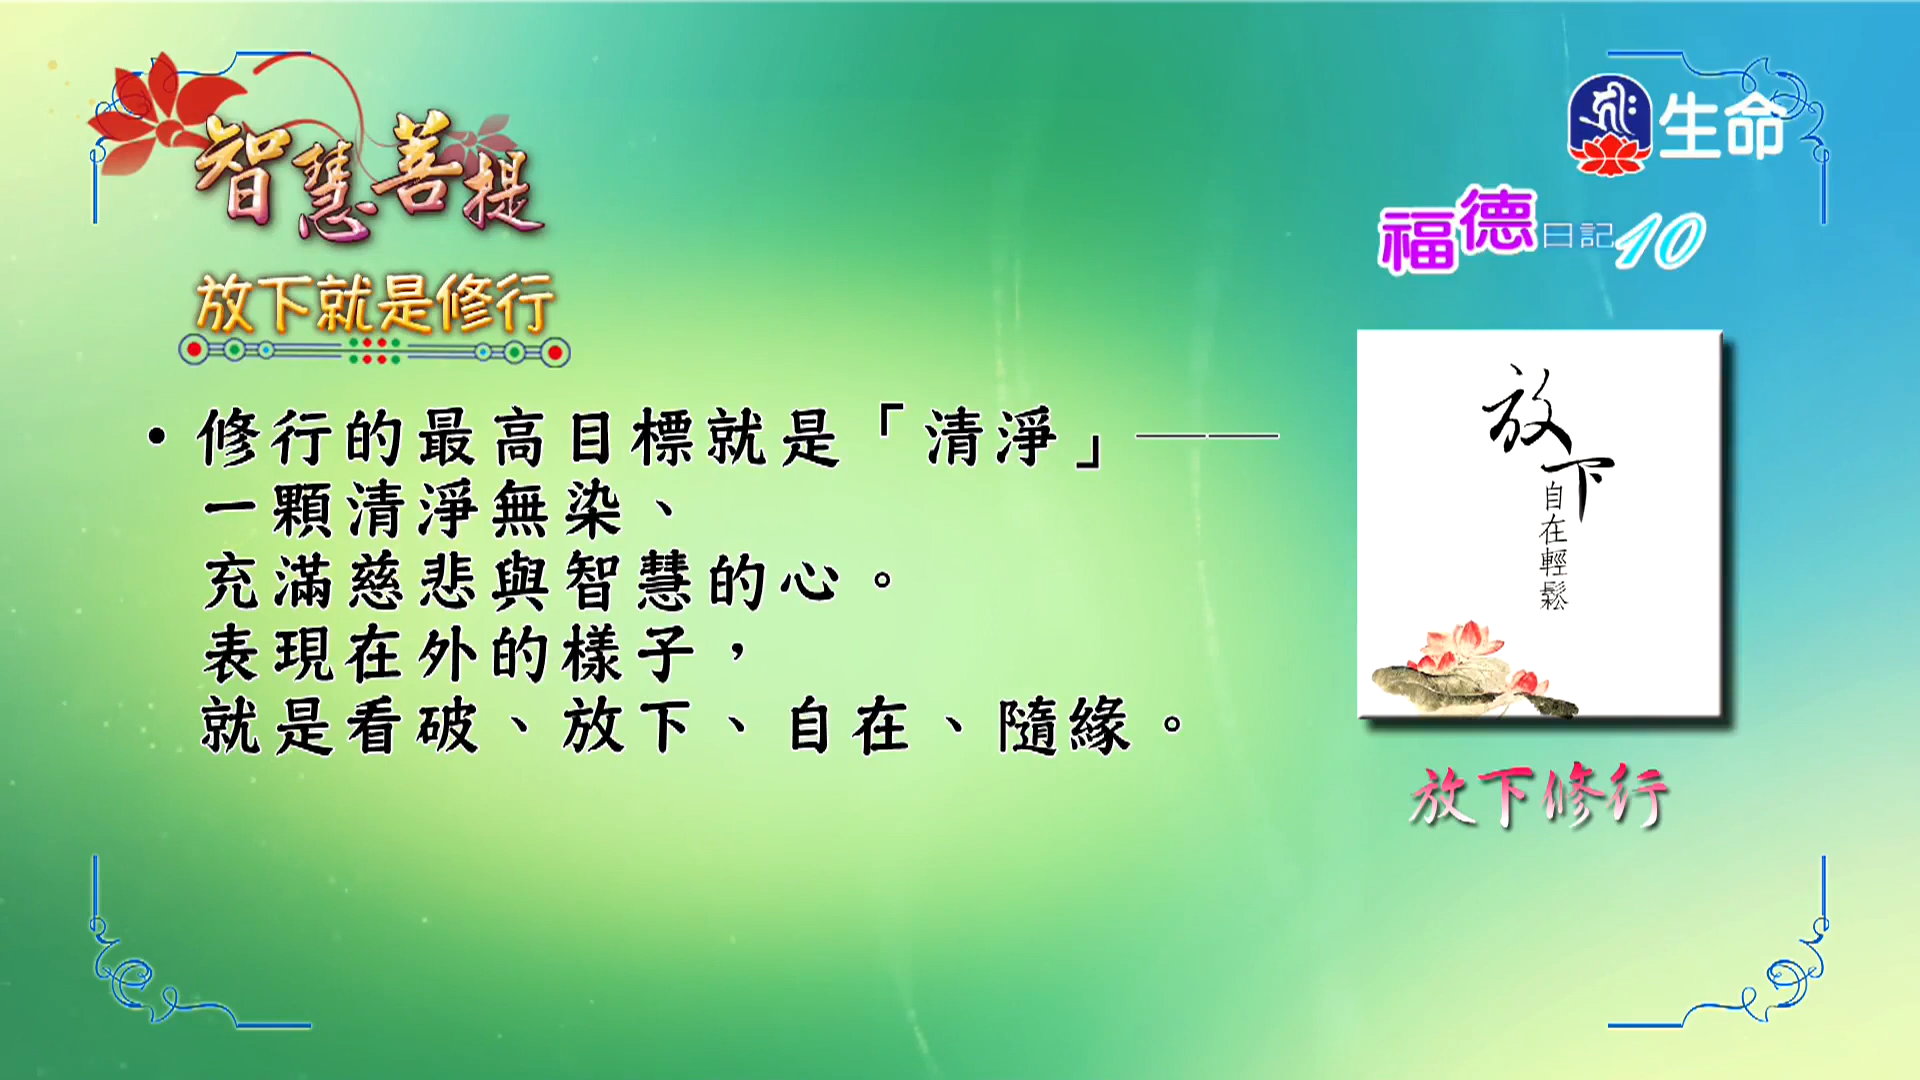 智慧菩提
放下就是修行
生命
福德日記10
•修行的最高目標就是「清淨」——
一顆清淨無染、
充滿慈悲與智慧的心。
表現在外的樣子，
就是看破、放下、自在、隨緣。
放下
自在輕鬆
放下修行